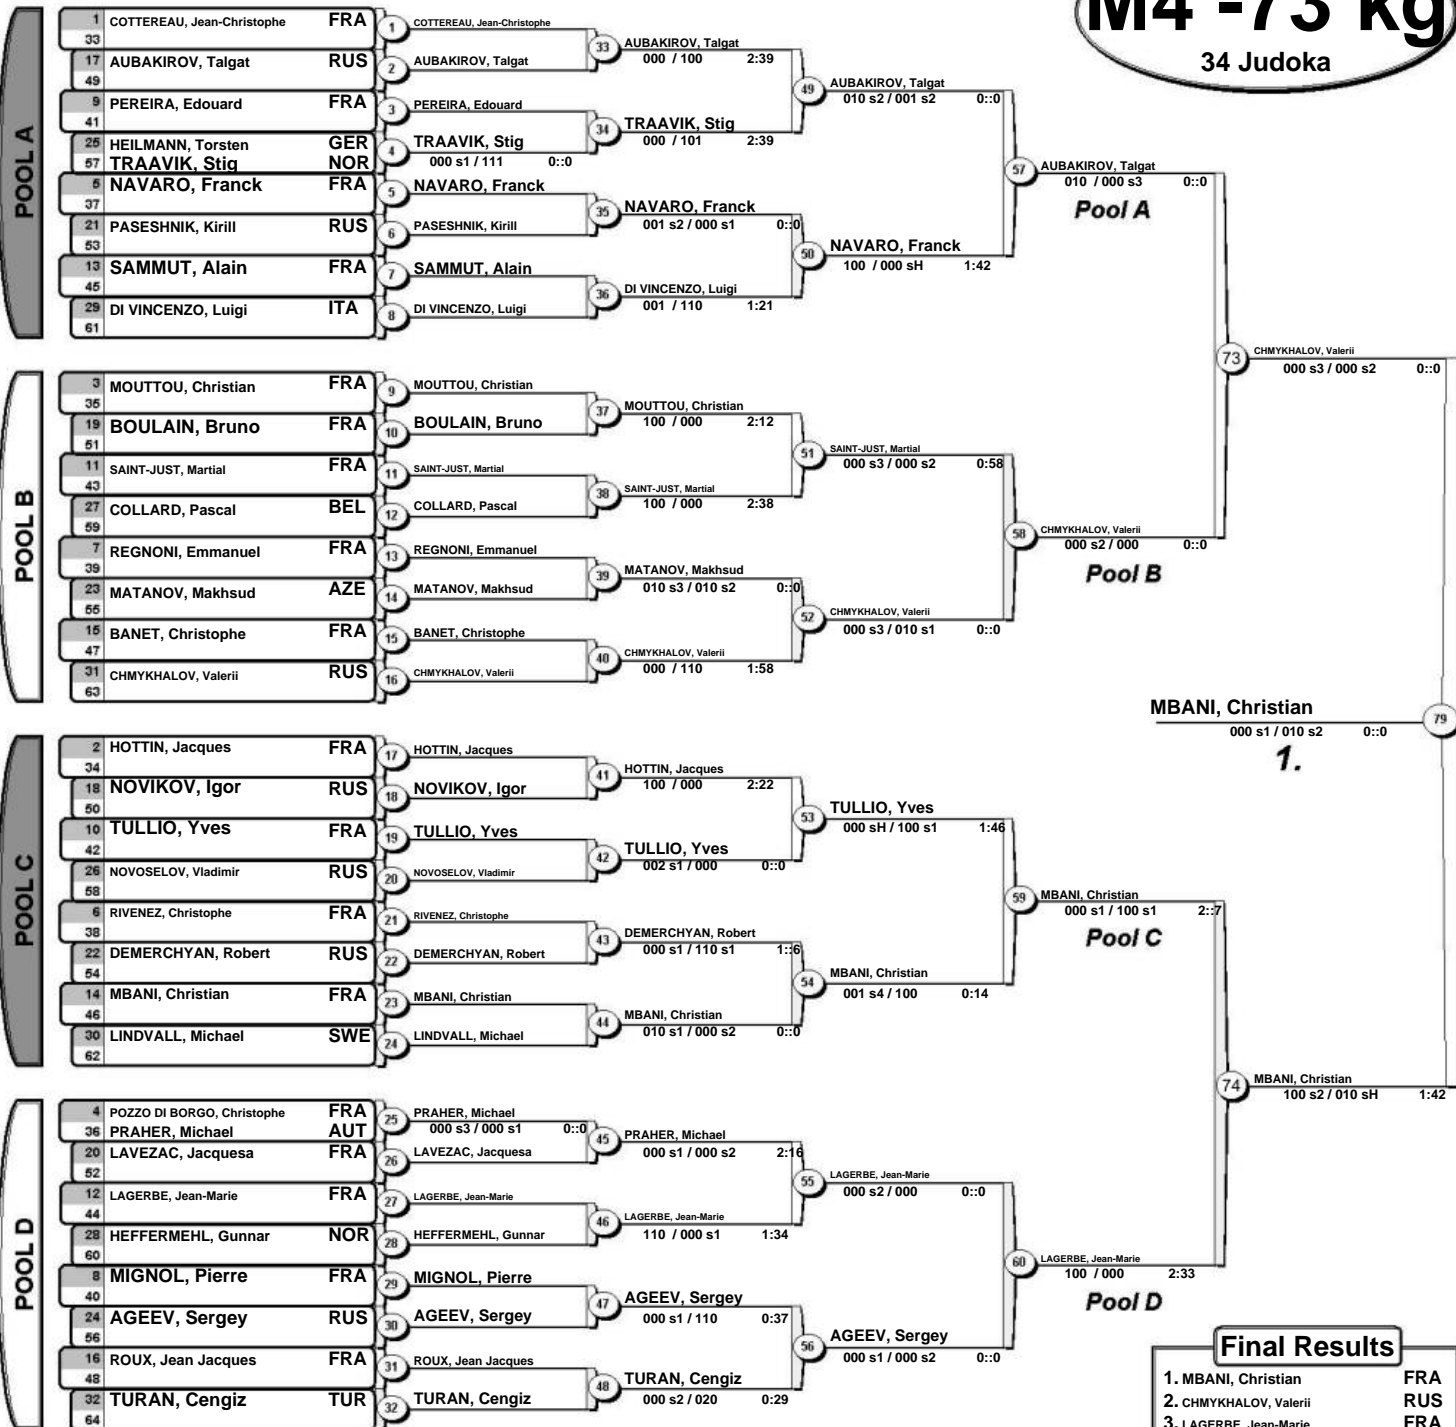 M4 -73 kg
34 Judoka
POOL A
1 COTTEREAU, Jean-Christophe FRA
33
17 AUBAKIROV, Talgat RUS
49
9 PEREIRA, Edouard FRA
41
25 HEILMANN, Torsten GER
57 TRAAVIK, Stig NOR
5 NAVARO, Franck FRA
37
21 PASESHNIK, Kirill RUS
53
13 SAMMUT, Alain FRA
45
29 DI VINCENZO, Luigi ITA
61
1 COTTEREAU, Jean-Christophe
2 AUBAKIROV, Talgat
3 PEREIRA, Edouard
4 TRAAVIK, Stig
000 s1 / 111 0::0
5 NAVARO, Franck
6 PASESHNIK, Kirill
7 SAMMUT, Alain
8 DI VINCENZO, Luigi
33 AUBAKIROV, Talgat
000 / 100 2:39
34 TRAAVIK, Stig
000 / 101 2:39
35 NAVARO, Franck
001 s2 / 000 s1 0::0
36 DI VINCENZO, Luigi
001 / 110 1:21
49 AUBAKIROV, Talgat
010 s2 / 001 s2 0::0
50 NAVARO, Franck
100 / 000 sH 1:42
57 AUBAKIROV, Talgat
010 / 000 s3 0::0
Pool A
POOL B
3 MOUTTOU, Christian FRA
35
19 BOULAIN, Bruno FRA
51
11 SAINT-JUST, Martial FRA
43
27 COLLARD, Pascal BEL
59
7 REGNONI, Emmanuel FRA
39
23 MATANOV, Makhsud AZE
55
15 BANET, Christophe FRA
47
31 CHMYKHALOV, Valerii RUS
63
9 MOUTTOU, Christian
10 BOULAIN, Bruno
11 SAINT-JUST, Martial
12 COLLARD, Pascal
13 REGNONI, Emmanuel
14 MATANOV, Makhsud
15 BANET, Christophe
16 CHMYKHALOV, Valerii
37 MOUTTOU, Christian
100 / 000 2:12
38 SAINT-JUST, Martial
100 / 000 2:38
39 MATANOV, Makhsud
010 s3 / 010 s2 0::0
40 CHMYKHALOV, Valerii
000 / 110 1:58
51 SAINT-JUST, Martial
000 s3 / 000 s2 0:58
52 CHMYKHALOV, Valerii
000 s3 / 010 s1 0::0
58 CHMYKHALOV, Valerii
000 s2 / 000 0::0
Pool B
73 CHMYKHALOV, Valerii
000 s3 / 000 s2 0::0
MBANI, Christian 79
000 s1 / 010 s2 0::0
1.
POOL C
2 HOTTIN, Jacques FRA
34
18 NOVIKOV, Igor RUS
50
10 TULLIO, Yves FRA
42
26 NOVOSELOV, Vladimir RUS
58
6 RIVENEZ, Christophe FRA
38
22 DEMERCHYAN, Robert RUS
54
14 MBANI, Christian FRA
46
30 LINDVALL, Michael SWE
62
17 HOTTIN, Jacques
18 NOVIKOV, Igor
19 TULLIO, Yves
20 NOVOSELOV, Vladimir
21 RIVENEZ, Christophe
22 DEMERCHYAN, Robert
23 MBANI, Christian
24 LINDVALL, Michael
41 HOTTIN, Jacques
100 / 000 2:22
42 TULLIO, Yves
002 s1 / 000 0::0
43 DEMERCHYAN, Robert
000 s1 / 110 s1 1::6
44 MBANI, Christian
010 s1 / 000 s2 0::0
53 TULLIO, Yves
000 sH / 100 s1 1:46
54 MBANI, Christian
001 s4 / 100 0:14
59 MBANI, Christian
000 s1 / 100 s1 2::7
Pool C
74 MBANI, Christian
100 s2 / 010 sH 1:42
POOL D
4 POZZO DI BORGO, Christophe FRA
36 PRAHER, Michael AUT
20 LAVEZAC, Jacquesa FRA
52
12 LAGERBE, Jean-Marie FRA
44
28 HEFFERMEHL, Gunnar NOR
60
8 MIGNOL, Pierre FRA
40
24 AGEEV, Sergey RUS
56
16 ROUX, Jean Jacques FRA
48
32 TURAN, Cengiz TUR
64
25 PRAHER, Michael
000 s3 / 000 s1 0::0
26 LAVEZAC, Jacquesa
27 LAGERBE, Jean-Marie
28 HEFFERMEHL, Gunnar
29 MIGNOL, Pierre
30 AGEEV, Sergey
31 ROUX, Jean Jacques
32 TURAN, Cengiz
45 PRAHER, Michael
000 s1 / 000 s2 2:16
46 LAGERBE, Jean-Marie
110 / 000 s1 1:34
47 AGEEV, Sergey
000 s1 / 110 0:37
48 TURAN, Cengiz
000 s2 / 020 0:29
55 LAGERBE, Jean-Marie
000 s2 / 000 0::0
56 AGEEV, Sergey
000 s1 / 000 s2 0::0
60 LAGERBE, Jean-Marie
100 / 000 2:33
Pool D
Final Results
1. MBANI, Christian FRA
2. CHMYKHALOV, Valerii RUS
3. LAGERBE, Jean-Marie FRA